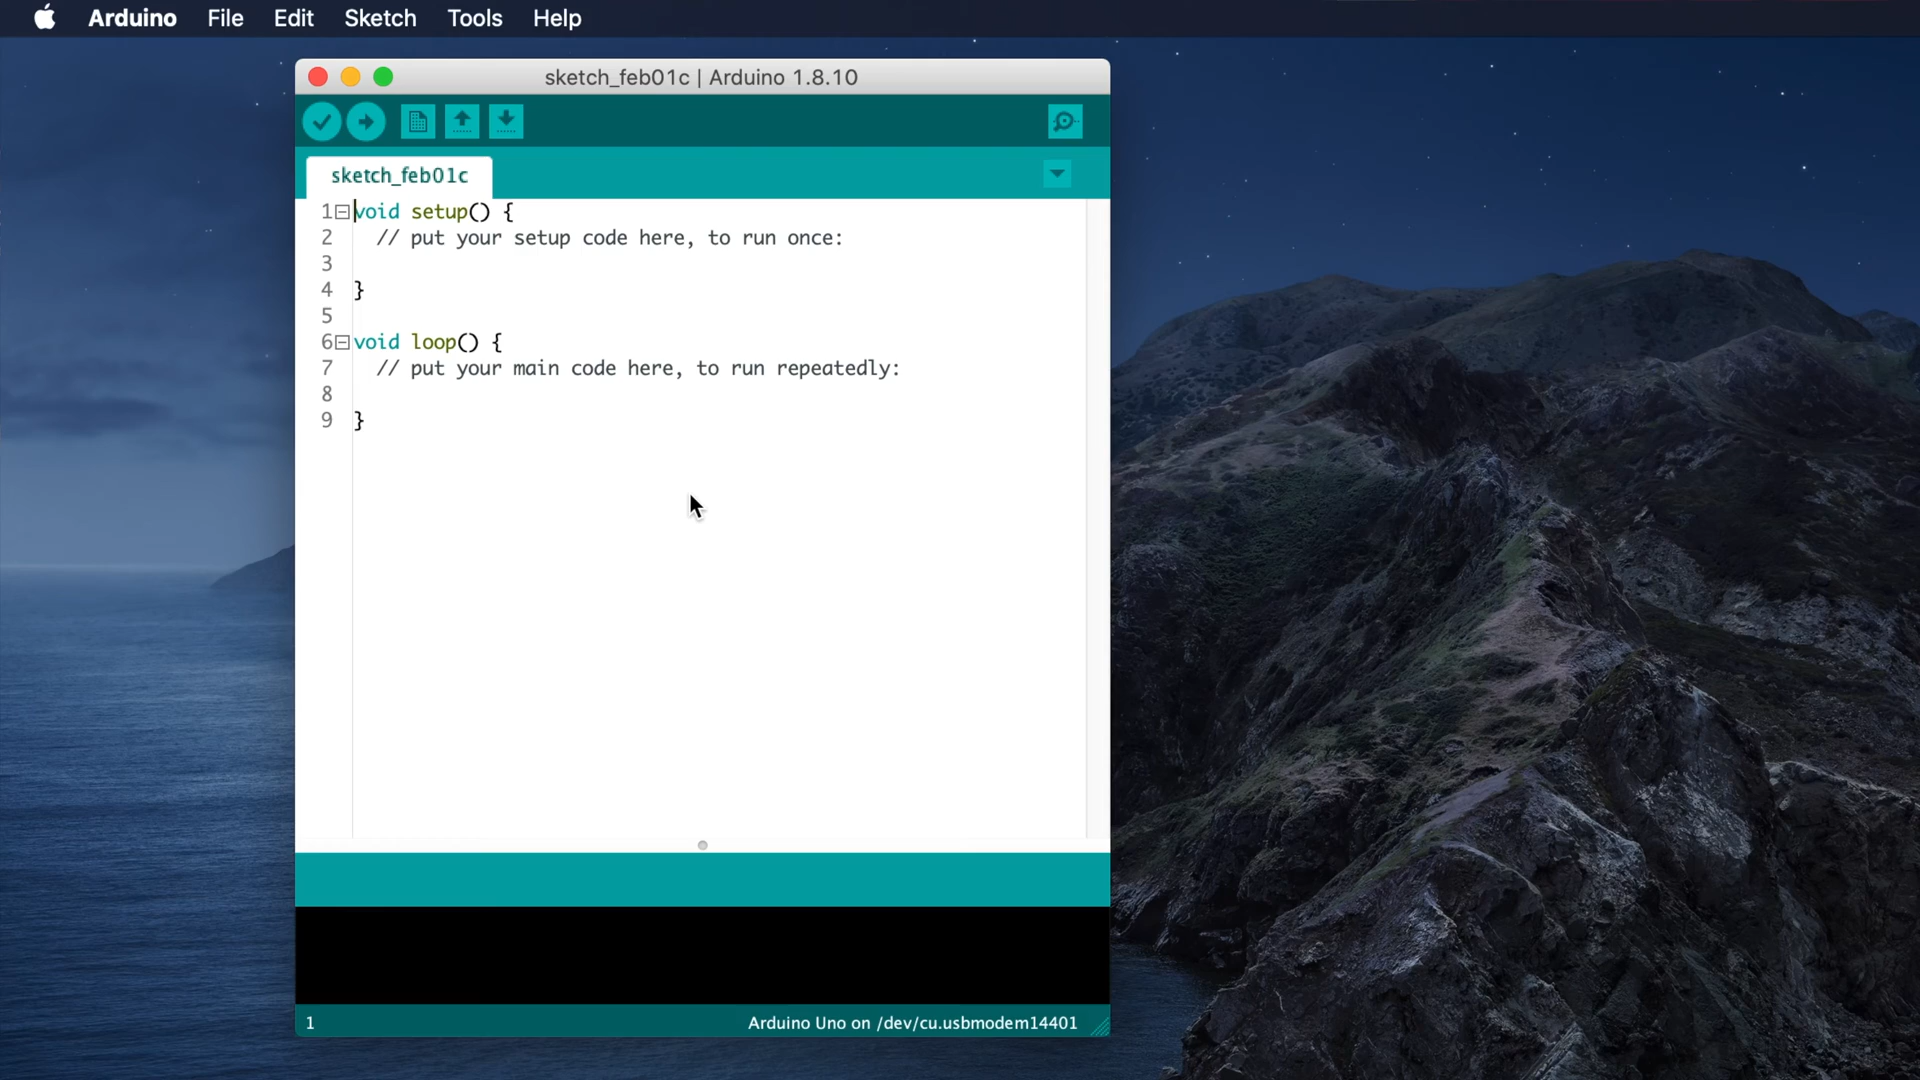 Arduino File Edit Sketch Tools Help
sketch_feb01c | Arduino 1.8.10
sketch_feb01c
1 void setup() {
2 // put your setup code here, to run once:
3
4 }
5
6 void loop() {
7 // put your main code here, to run repeatedly:
8
9 }
1 Arduino Uno on /dev/cu.usbmodem14401